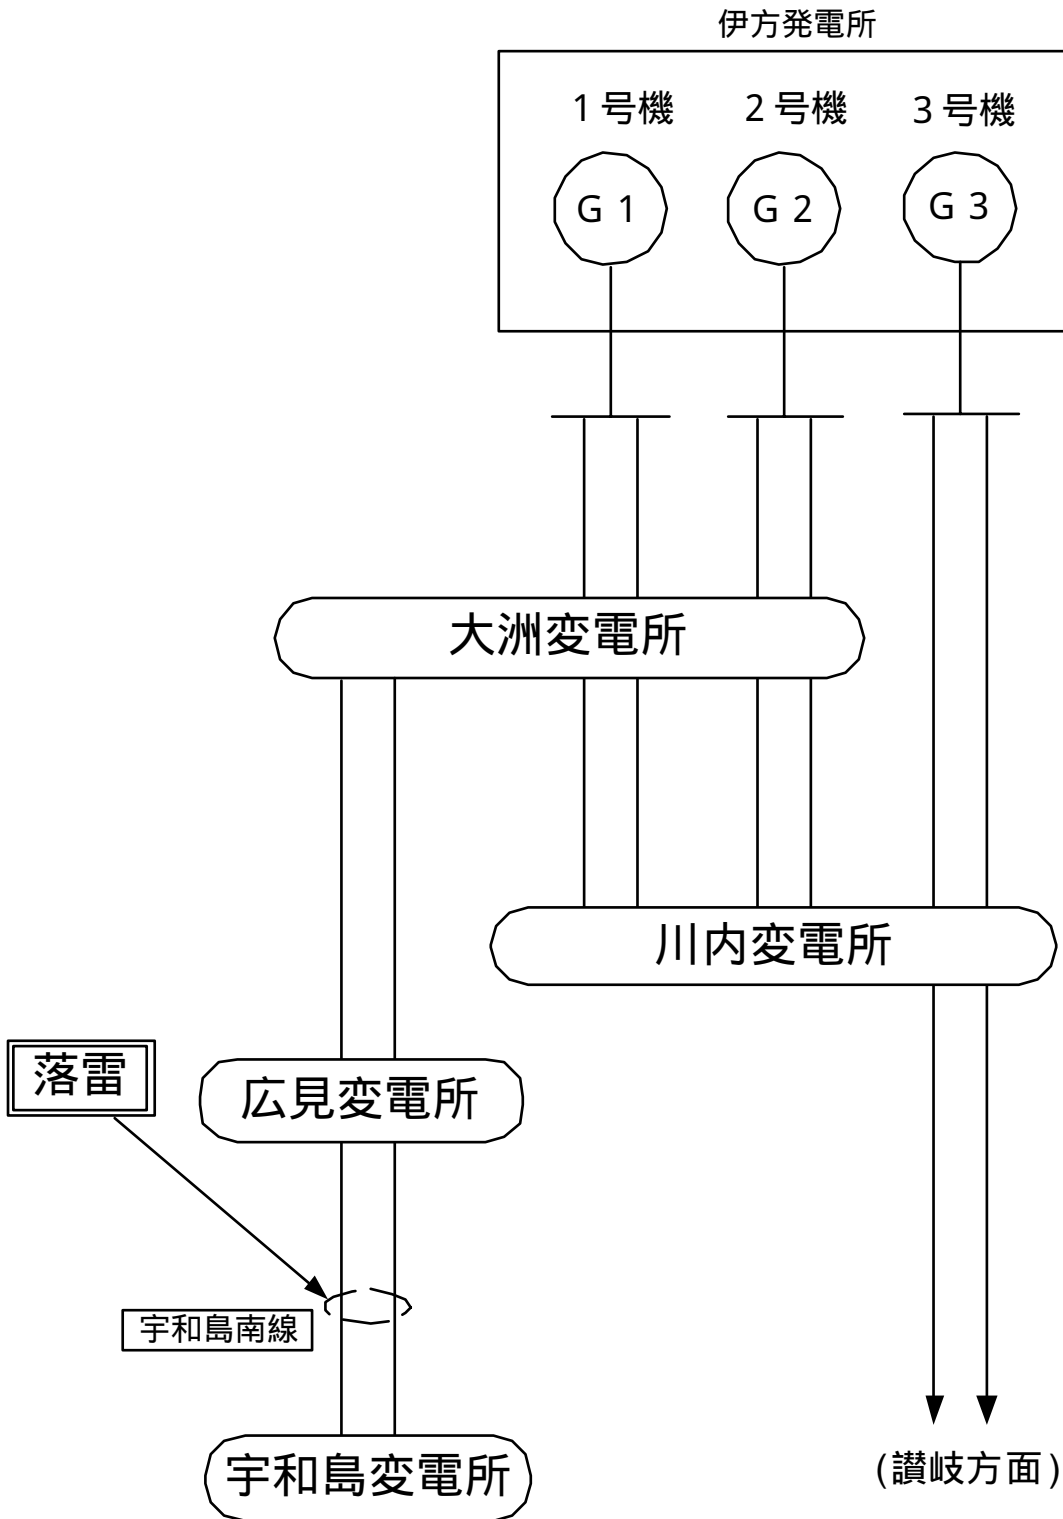 伊方発電所
1号機 2号機 3号機
G 1 G 2 G 3
大洲変電所
川内変電所
落雷
広見変電所
宇和島南線
宇和島変電所
(讃岐方面)